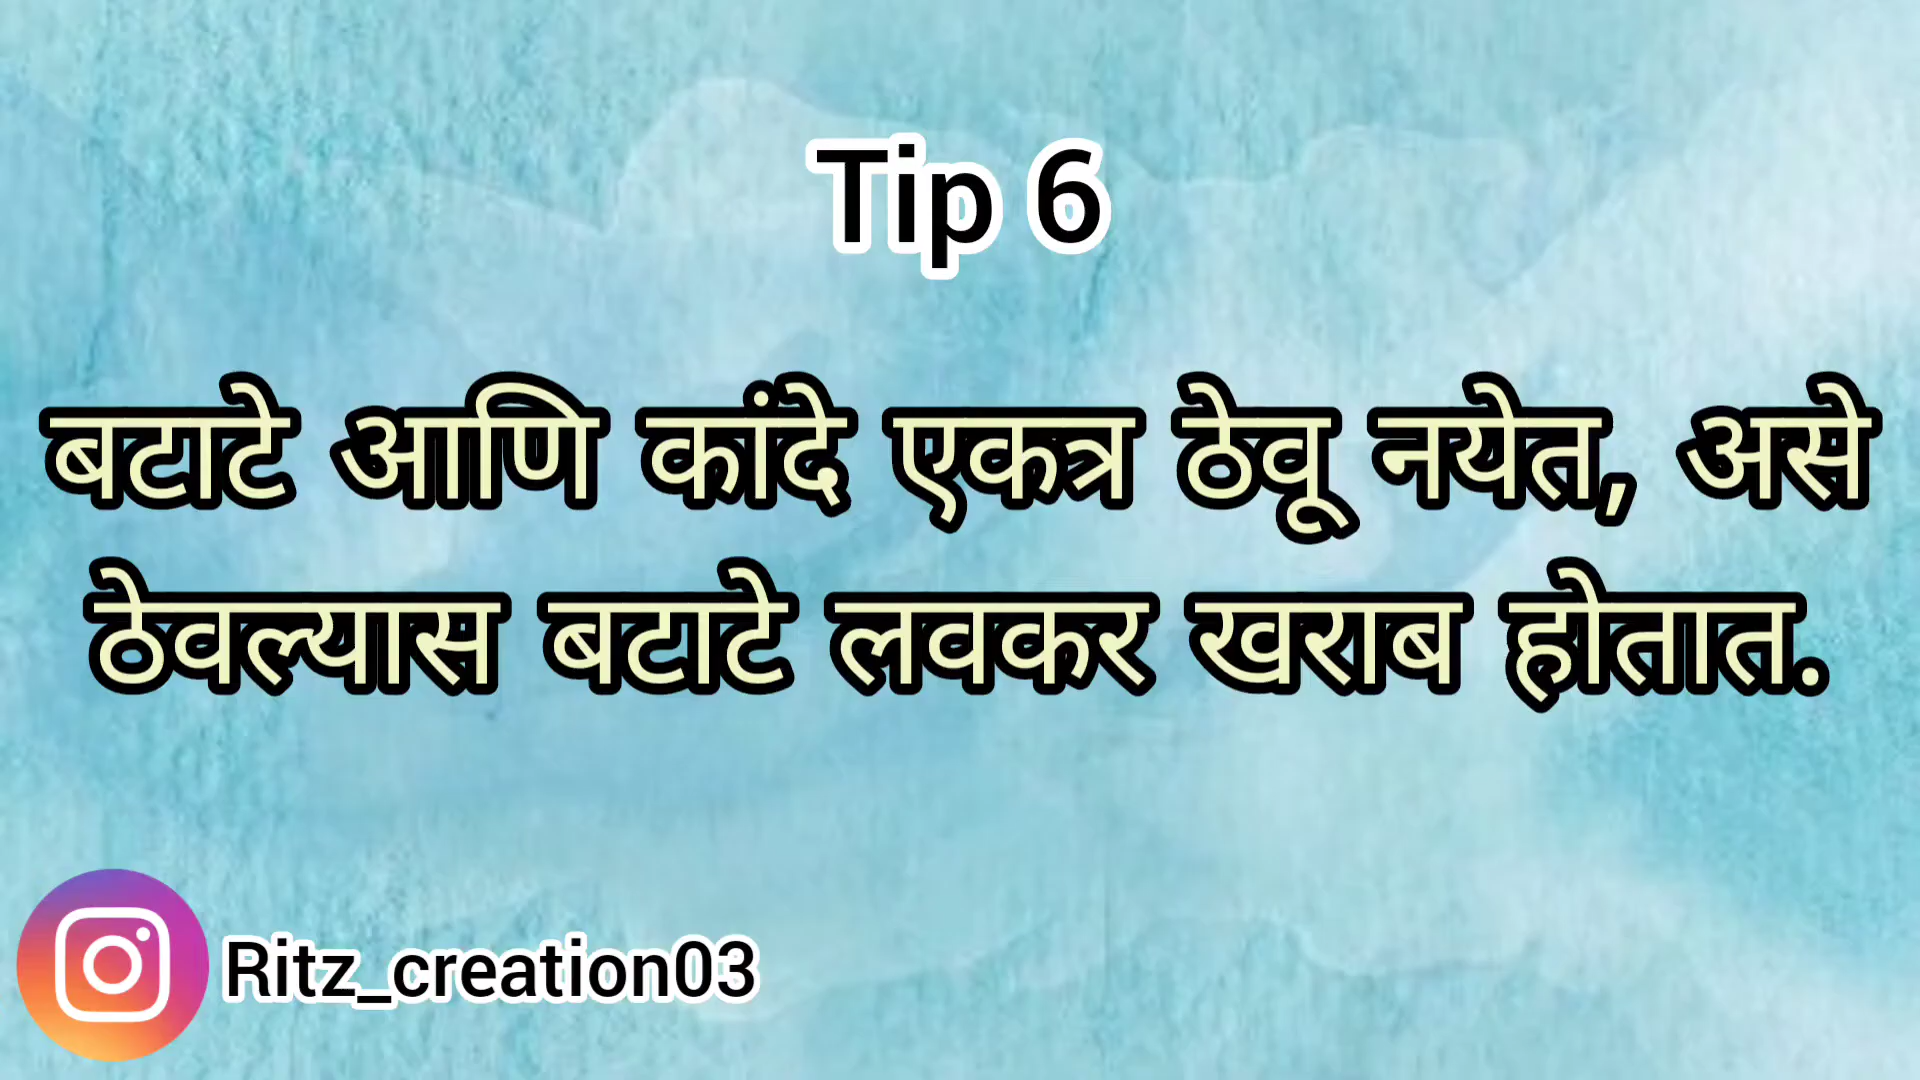 Tip 6
बटाटे आणि कांदे एकत्र ठेवू नयेत, असे
ठेवल्यास बटाटे लवकर खराब होतात.
Ritz_creation03